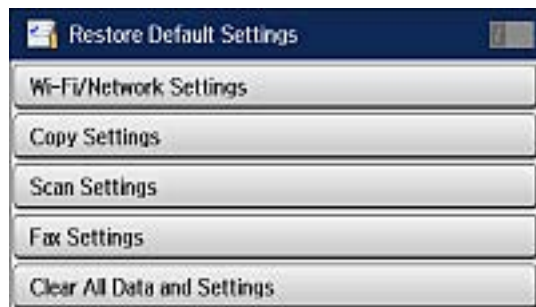 Restore Default Settings
Wi-Fi/Network Settings
Copy Settings
Scan Settings
Fax Settings
Clear All Data and Settings